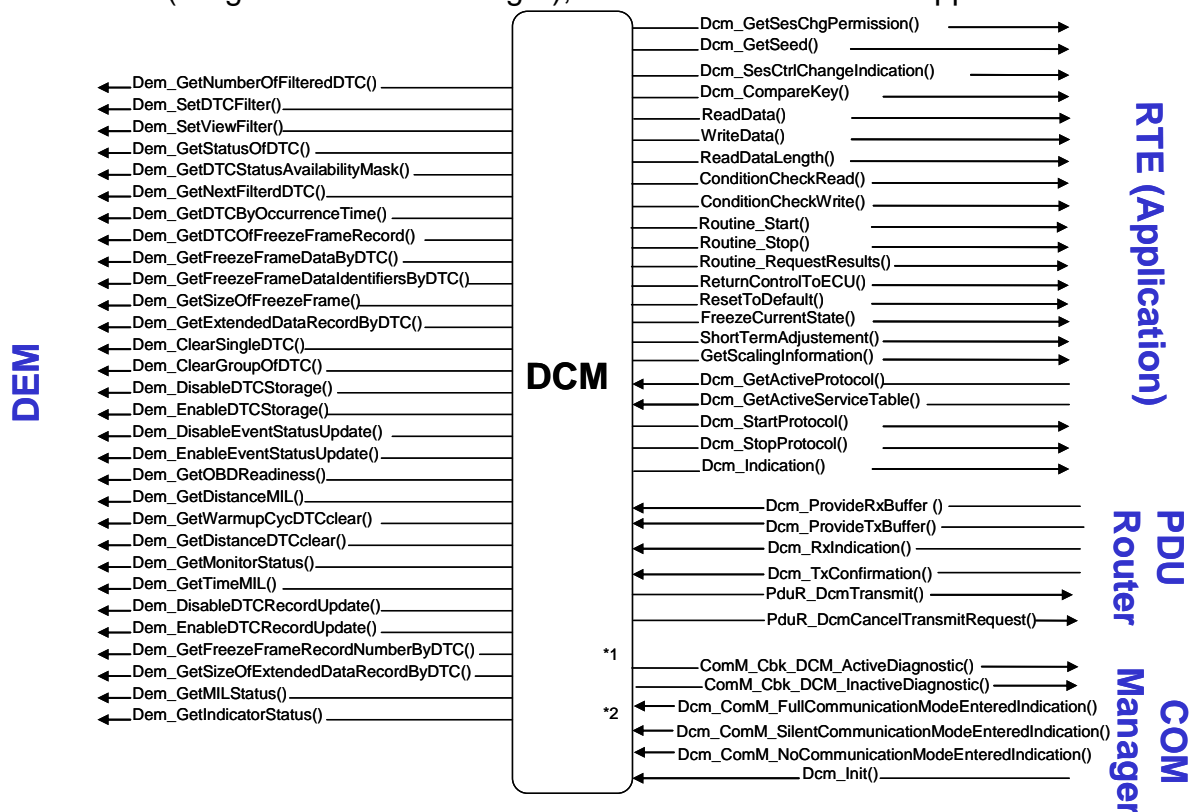 Dem_GetNumberOfFilteredDTC()
Dem_SetDTCFilter()
Dem_SetViewFilter()
Dem_GetStatusOfDTC()
Dem_GetDTCStatusAvailabilityMask()
Dem_GetNextFilterdDTC()
Dem_GetDTCByOccurrenceTime()
Dem_GetDTCOfFreezeFrameRecord()
Dem_GetFreezeFrameDataByDTC()
Dem_GetFreezeFrameDataIdentifiersByDTC()
Dem_GetSizeOfFreezeFrame()
Dem_GetExtendedDataRecordByDTC()
Dem_ClearSingleDTC()
Dem_ClearGroupOfDTC()
Dem_DisableDTCStorage()
Dem_EnableDTCStorage()
Dem_DisableEventStatusUpdate()
Dem_EnableEventStatusUpdate()
Dem_GetOBDReadiness()
Dem_GetDistanceMIL()
Dem_GetWarmupCycDTCclear()
Dem_GetDistanceDTCclear()
Dem_GetMonitorStatus()
Dem_GetTimeMIL()
Dem_DisableDTCRecordUpdate()
Dem_EnableDTCRecordUpdate()
Dem_GetFreezeFrameRecordNumberByDTC()
Dem_GetSizeOfExtendedDataRecordByDTC()
Dem_GetMILStatus()
Dem_GetIndicatorStatus()
DEM
DCM
*1
*2
Dcm_GetSesChgPermission()
Dcm_GetSeed()
Dcm_SesCtrlChangeIndication()
Dcm_CompareKey()
ReadData()
WriteData()
ReadDataLength()
ConditionCheckRead()
ConditionCheckWrite()
Routine_Start()
Routine_Stop()
Routine_RequestResults()
ReturnControlToECU()
ResetToDefault()
FreezeCurrentState()
ShortTermAdjustement()
GetScalingInformation()
Dcm_GetActiveProtocol()
Dcm_GetActiveServiceTable()
Dcm_StartProtocol()
Dcm_StopProtocol()
Dcm_Indication()
RTE (Application)
Dcm_ProvideRxBuffer ()
Dcm_ProvideTxBuffer()
Dcm_RxIndication()
Dcm_TxConfirmation()
PduR_DcmTransmit()
PduR_DcmCancelTransmitRequest()
PDU
Router
ComM_Cbk_DCM_ActiveDiagnostic()
ComM_Cbk_DCM_InactiveDiagnostic()
Dcm_ComM_FullCommunicationModeEnteredIndication()
Dcm_ComM_SilentCommunicationModeEnteredIndication()
Dcm_ComM_NoCommunicationModeEnteredIndication()
Dcm_Init()
COM
Manager